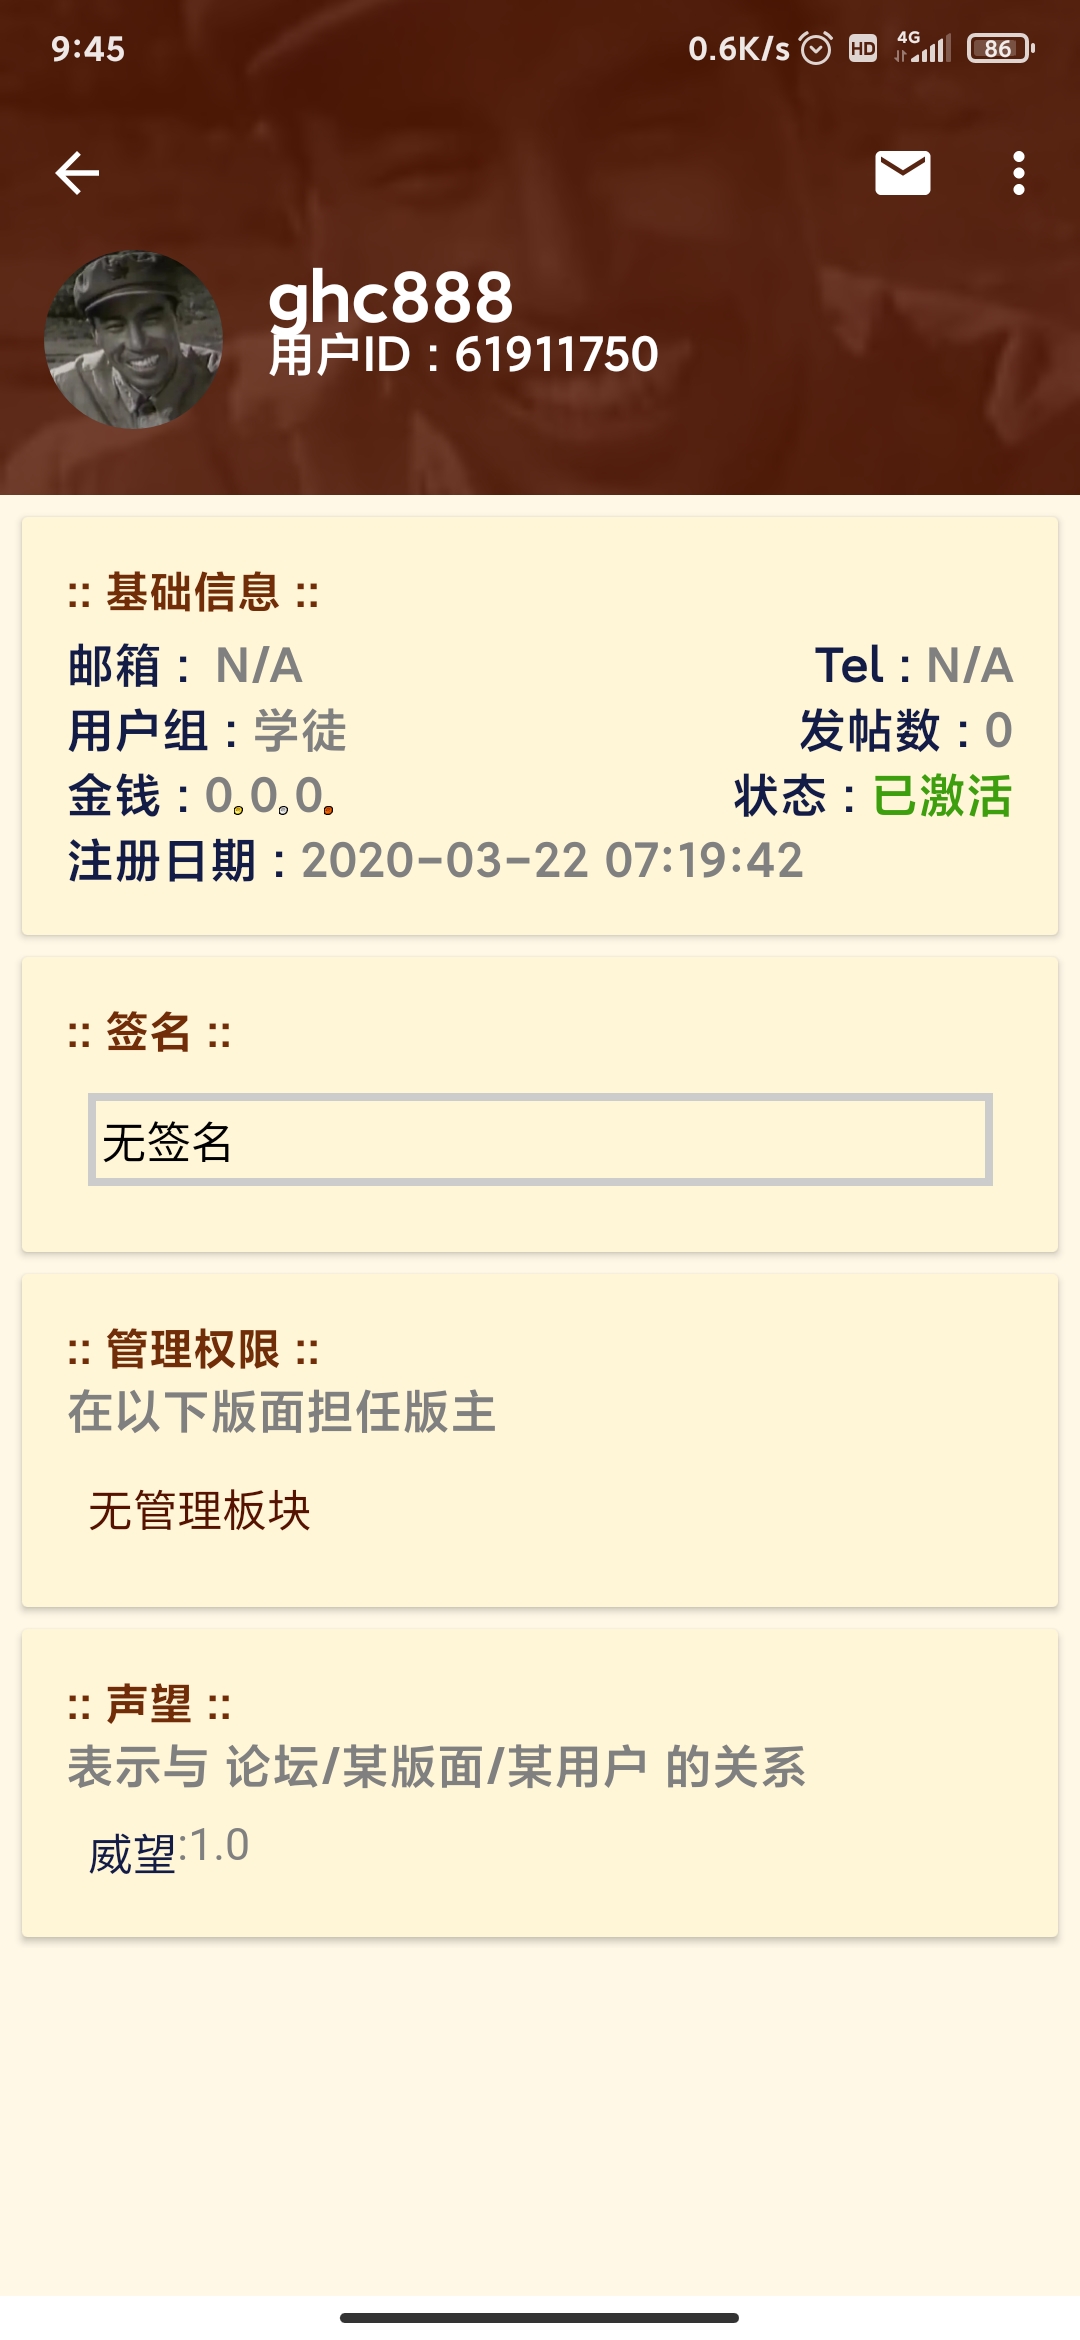 9:45
0.6K/s HD 4G 86
ghc888
用户ID：61911750
:: 基础信息 ::
邮箱： N/A
Tel：N/A
用户组：学徒
发帖数：0
金钱：0 0 0
状态：已激活
注册日期：2020-03-22 07:19:42
:: 签名 ::
无签名
:: 管理权限 ::
在以下版面担任版主
无管理板块
:: 声望 ::
表示与 论坛/某版面/某用户 的关系
威望:1.0